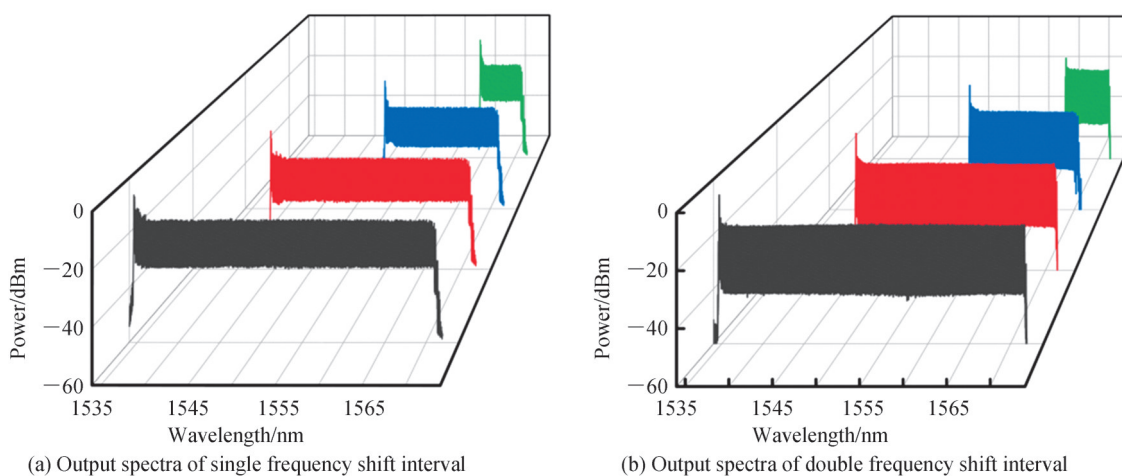 0
−20
−40
−60
Power/dBm
1535
1545
1555
1565
Wavelength/nm
(a) Output spectra of single frequency shift interval
0
−20
−40
−60
Power/dBm
1535
1545
1555
1565
Wavelength/nm
(b) Output spectra of double frequency shift interval